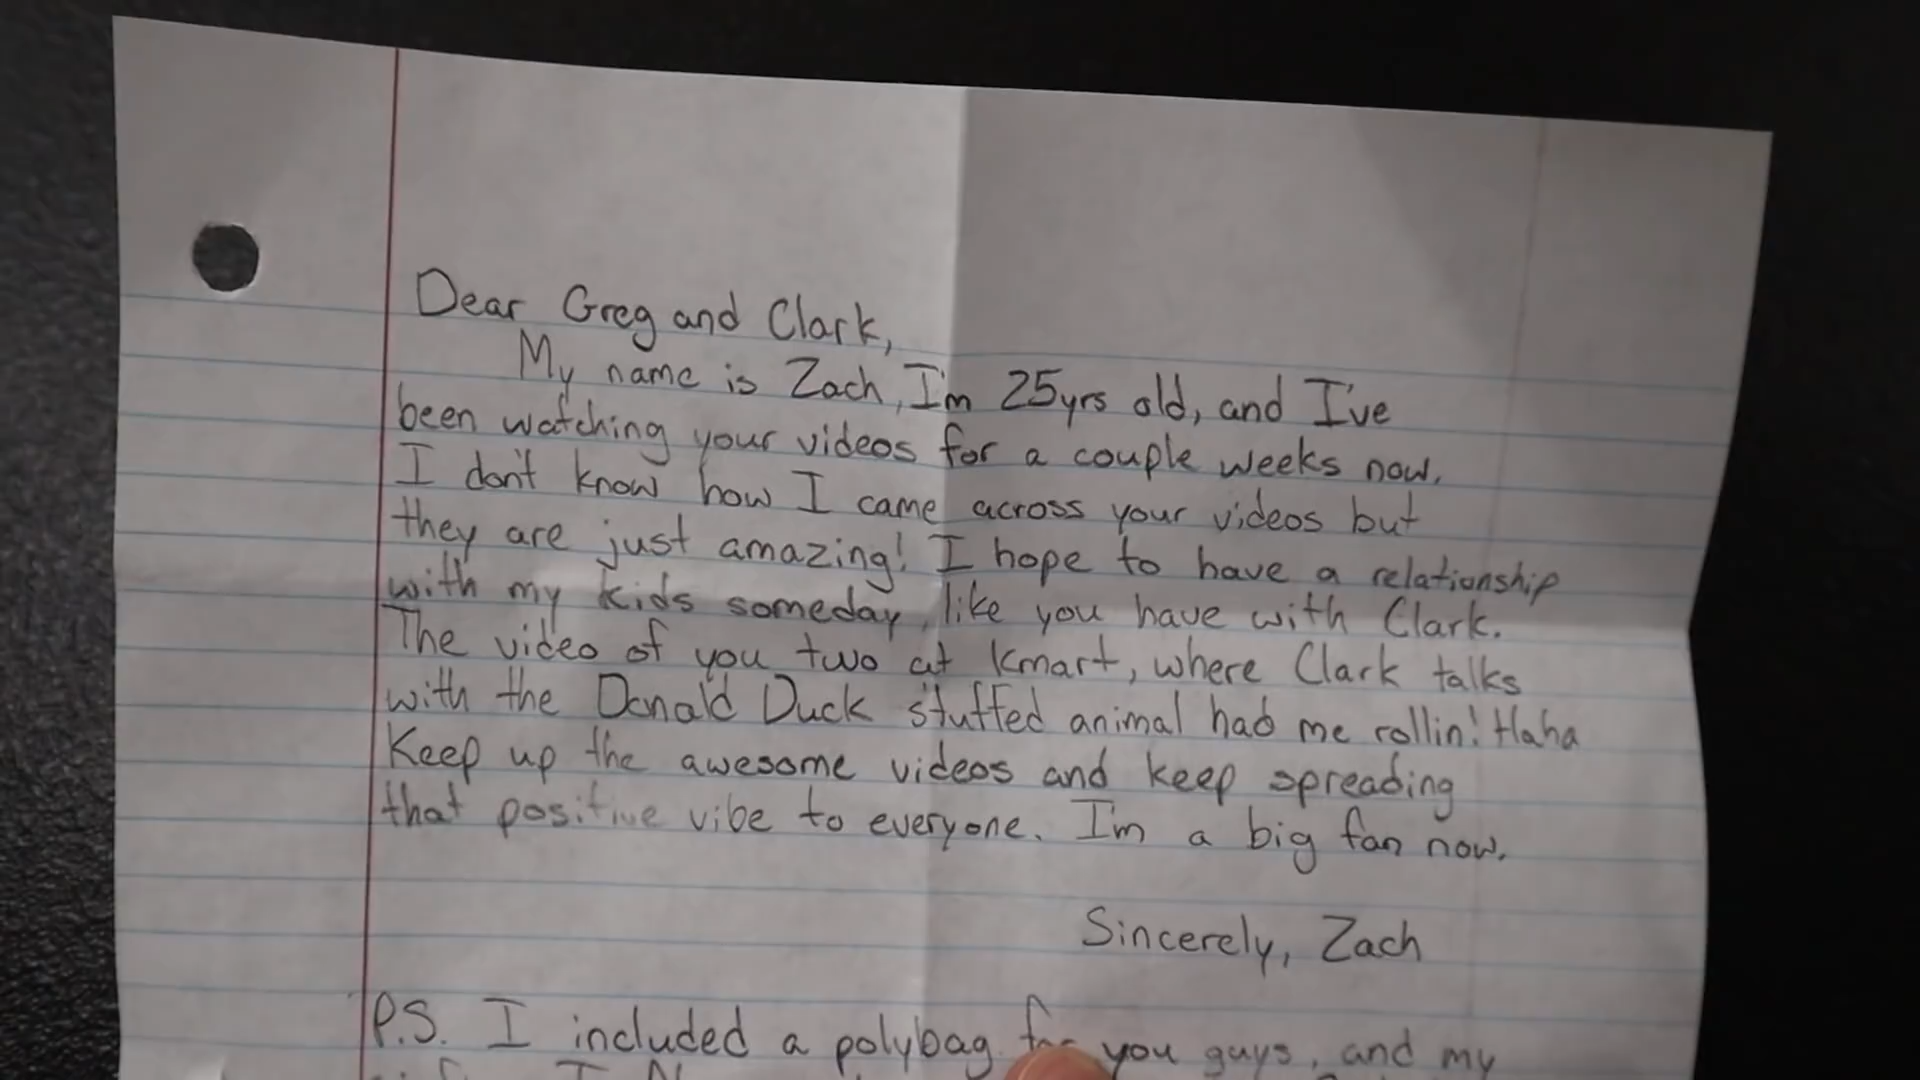 Dear Greg and Clark,
My name is Zach, I'm 25yrs old, and I've
been watching your videos for a couple weeks now.
I don't know how I came across your videos but
they are just amazing! I hope to have a relationship
with my kids someday, like you have with Clark.
The video of you two at Kmart, where Clark talks
with the Donald Duck stuffed animal had me rollin! Haha
Keep up the awesome videos and keep spreading
that positive vibe to everyone. I'm a big fan now.
Sincerely, Zach
P.S. I included a polybag for you guys, and my